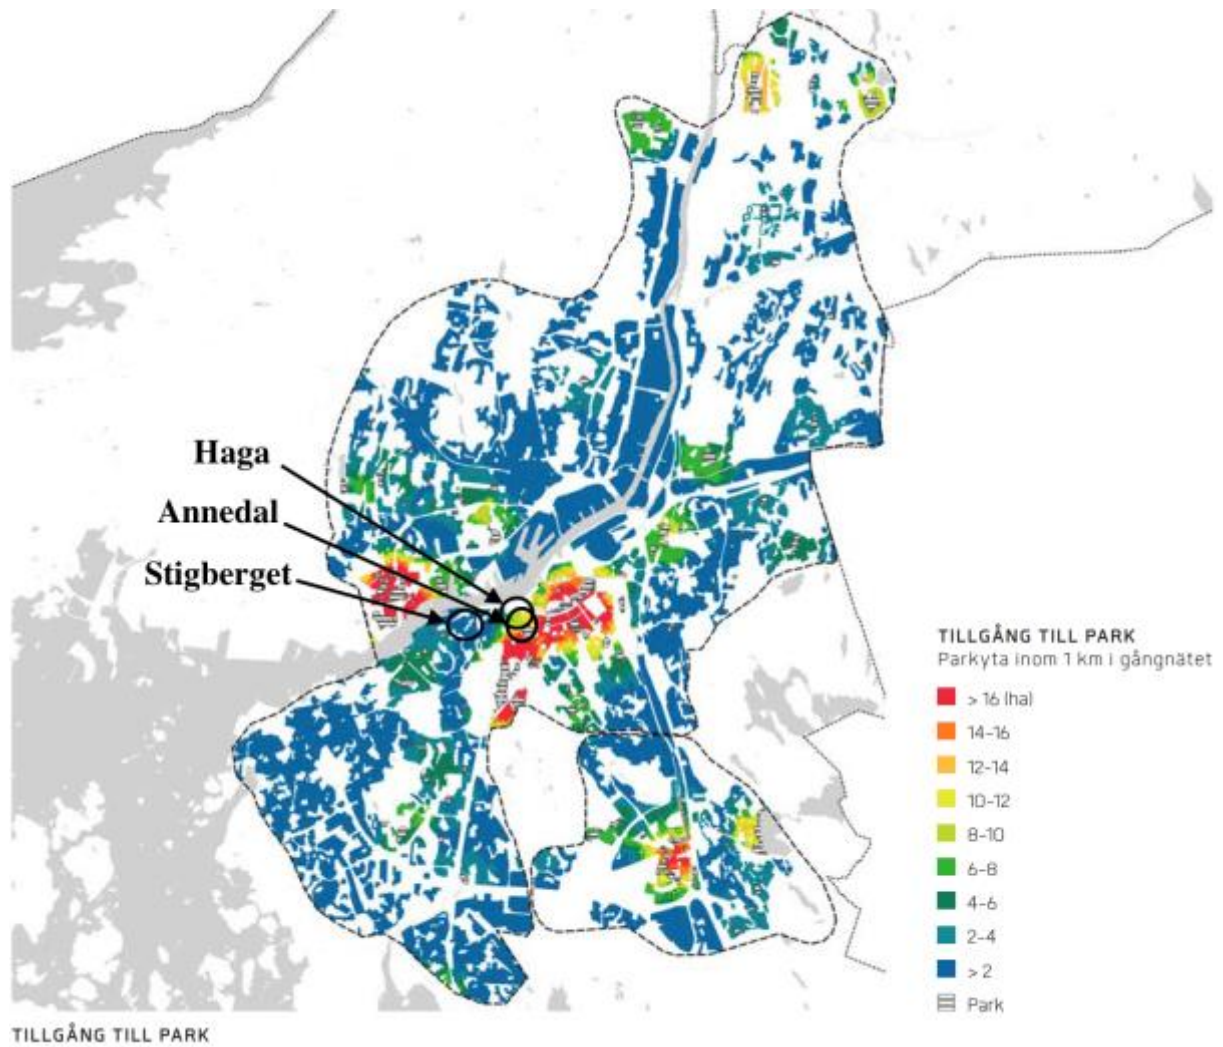 Haga
Annedal
Stigberget
TILLGÅNG TILL PARK
Parkyta inom 1 km i gångnätet
> 16 (ha)
14-16
12-14
10-12
8-10
6-8
4-6
2-4
> 2
Park
TILLGÅNG TILL PARK